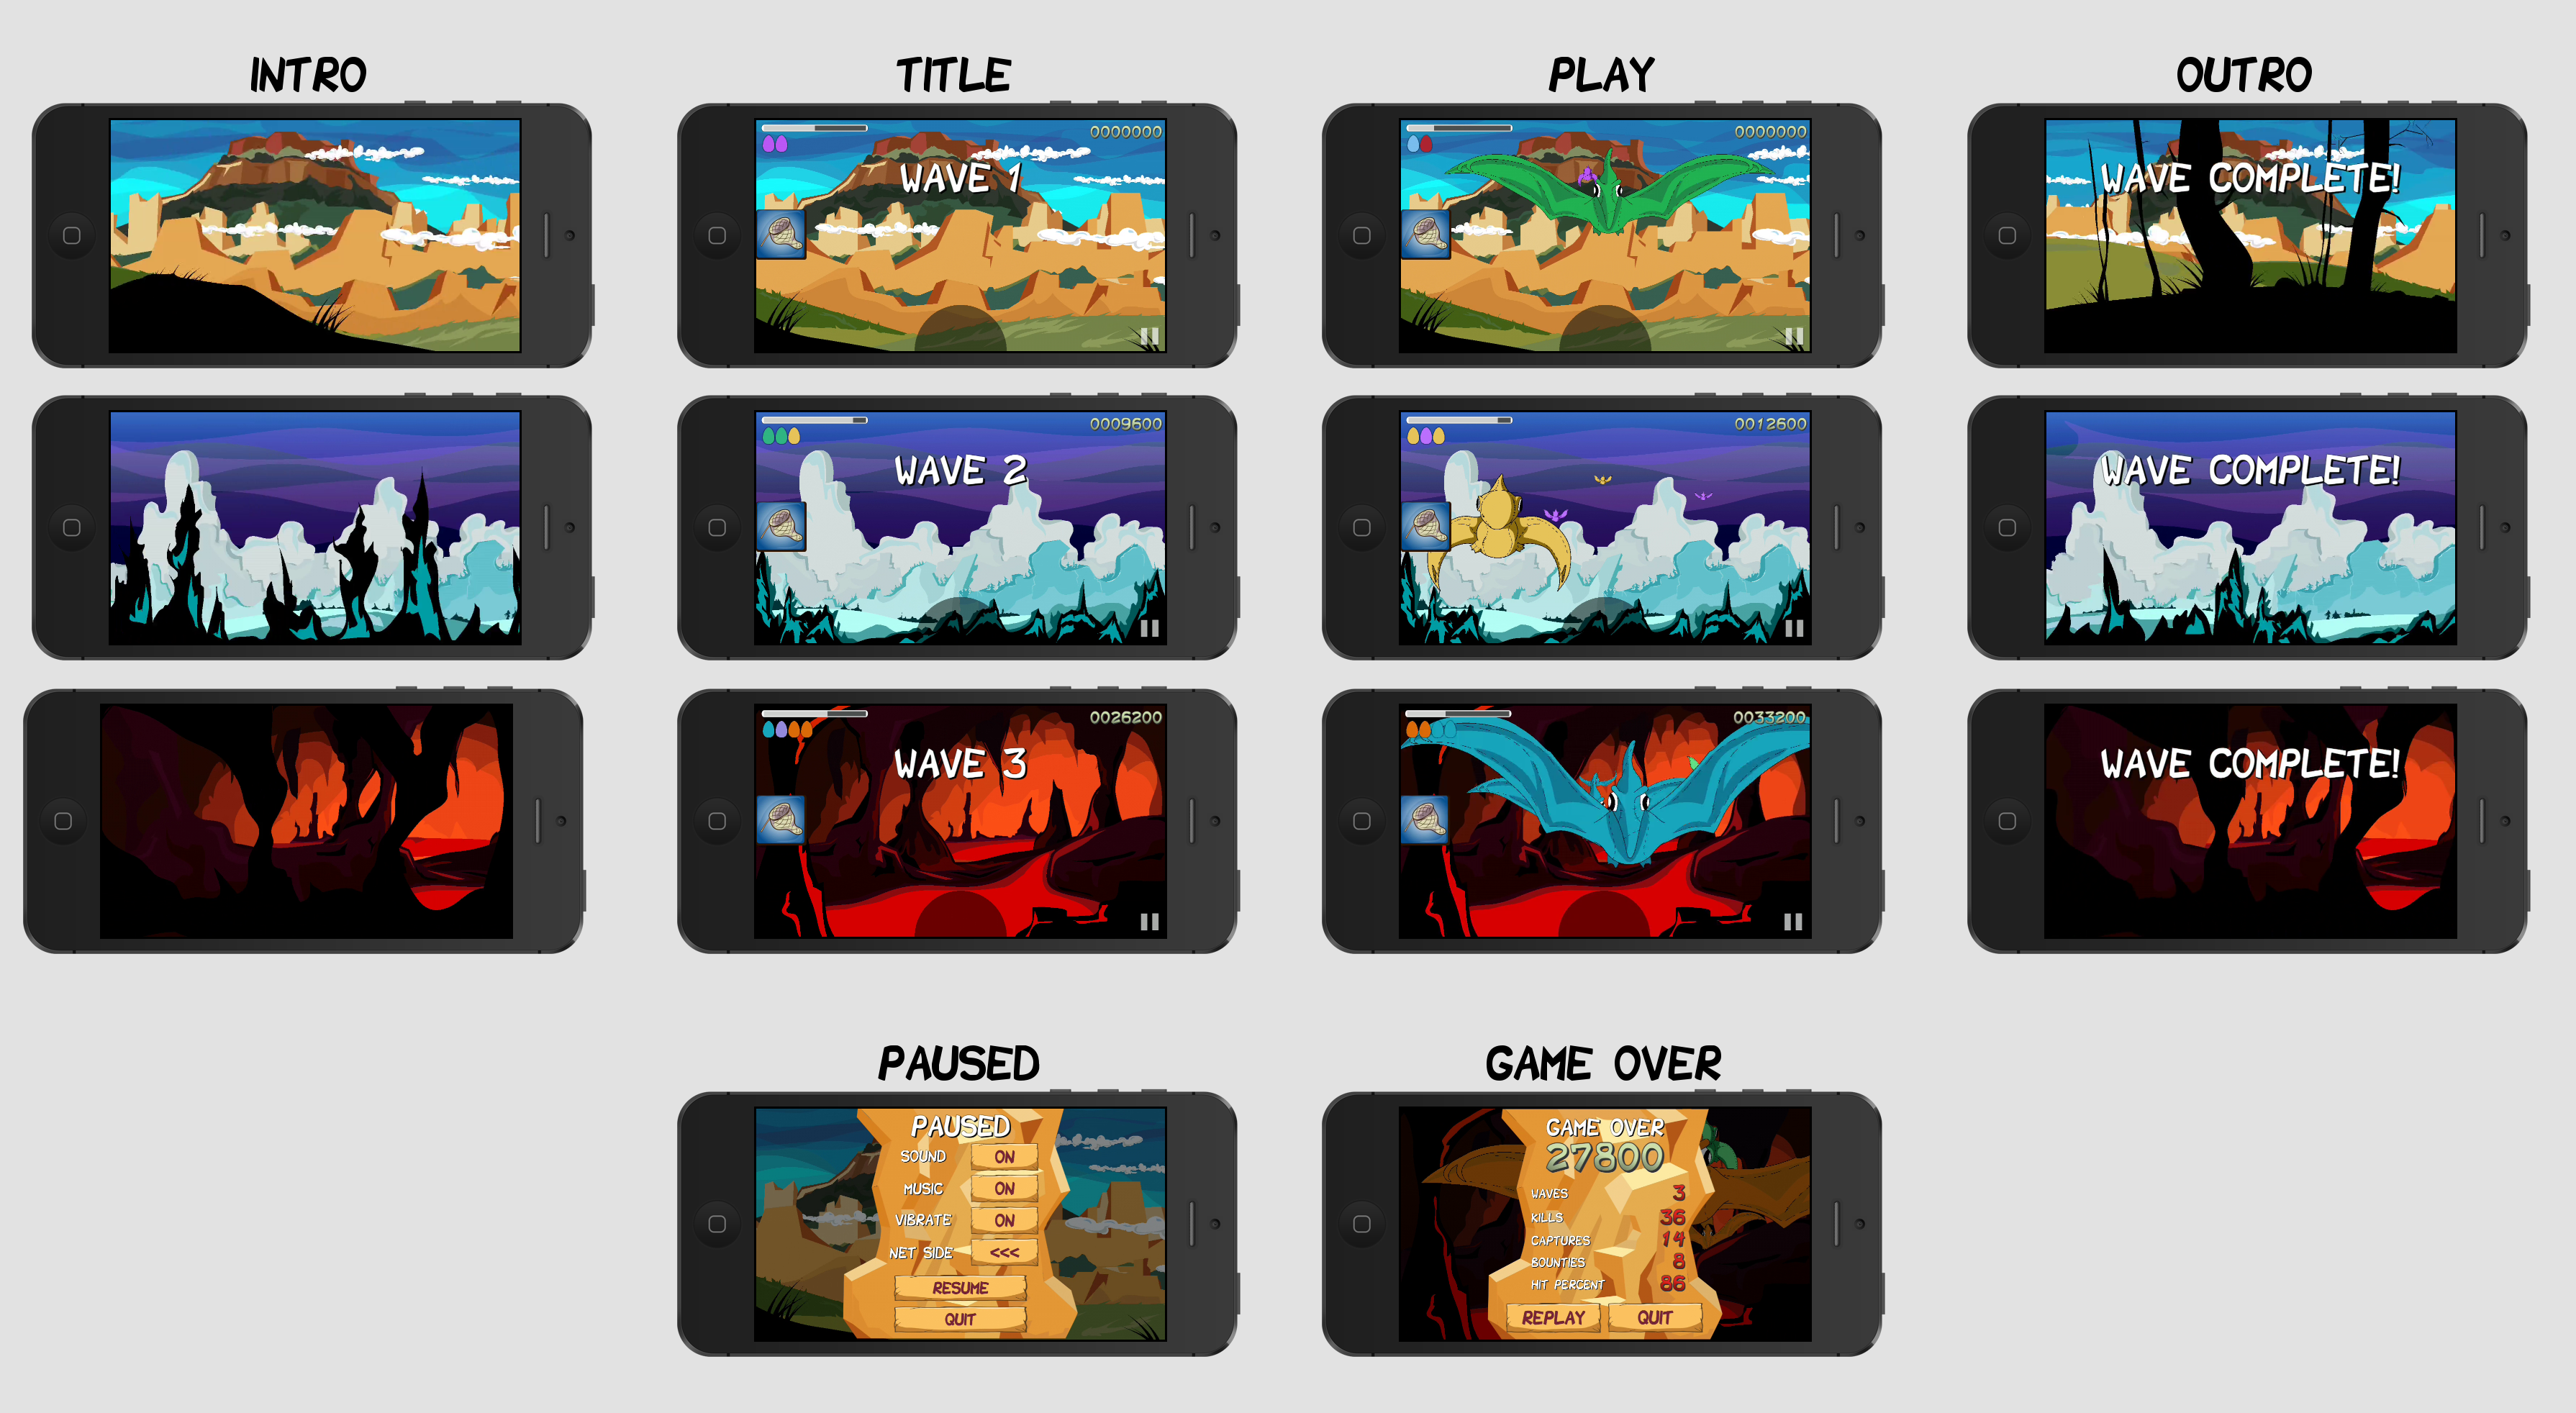 INTRO
TITLE
PLAY
OUTRO
0000000
WAVE 1
0000000
WAVE COMPLETE!
0009600
WAVE 2
0012600
WAVE COMPLETE!
0026200
WAVE 3
0033200
WAVE COMPLETE!
PAUSED
GAME OVER
PAUSED
SOUND ON
MUSIC ON
VIBRATE ON
NET SIDE <<<
RESUME
QUIT
GAME OVER
27800
WAVES 3
KILLS 36
CAPTURES 14
BOUNTIES 8
HIT PERCENT 86
REPLAY QUIT